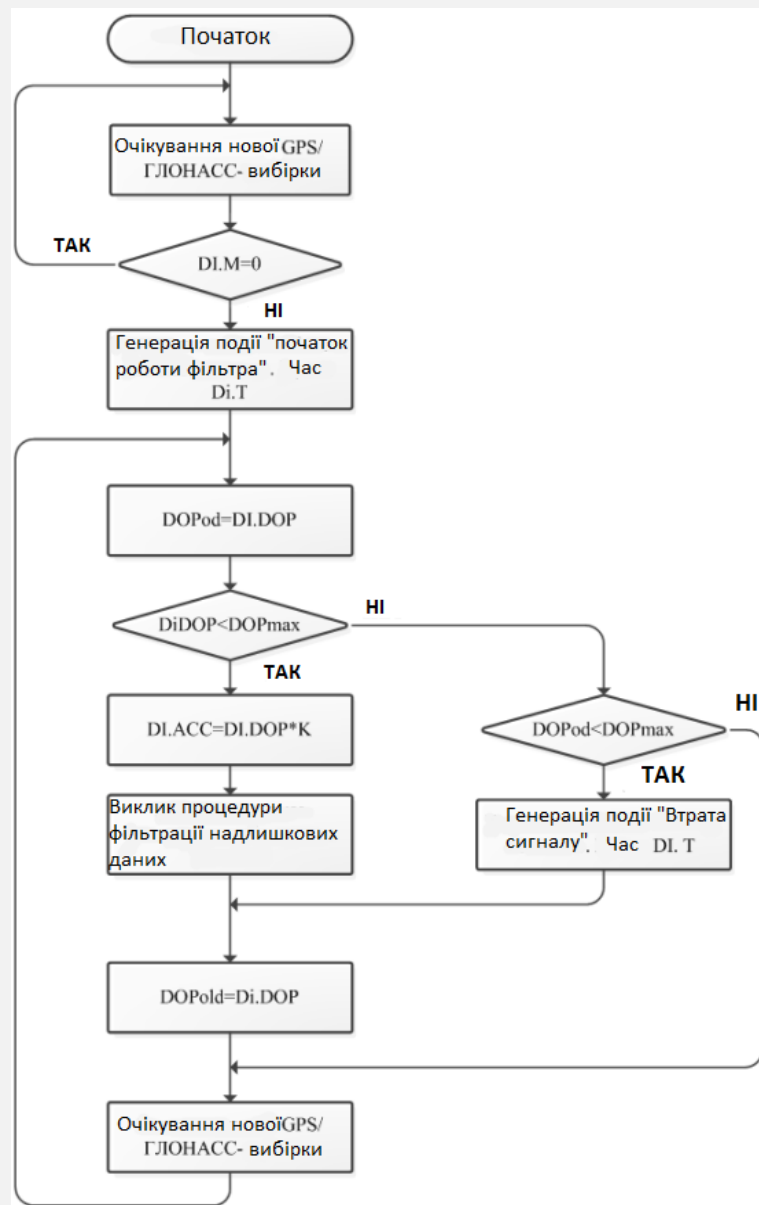 Початок
Очікування нової GPS/
ГЛОНАСС- вибірки
ТАК
DI.M=0
НІ
Генерація події "початок
роботи фільтра". Час
Di.T
DOPod=DI.DOP
DiDOP<DOPmax
НІ
ТАК
DI.ACC=DI.DOP*K
DOPod<DOPmax
НІ
ТАК
Виклик процедури
фільтрації надлишкових
даних
Генерація події "Втрата
сигналу". Час DI. T
DOPold=Di.DOP
Очікування нової GPS/
ГЛОНАСС- вибірки